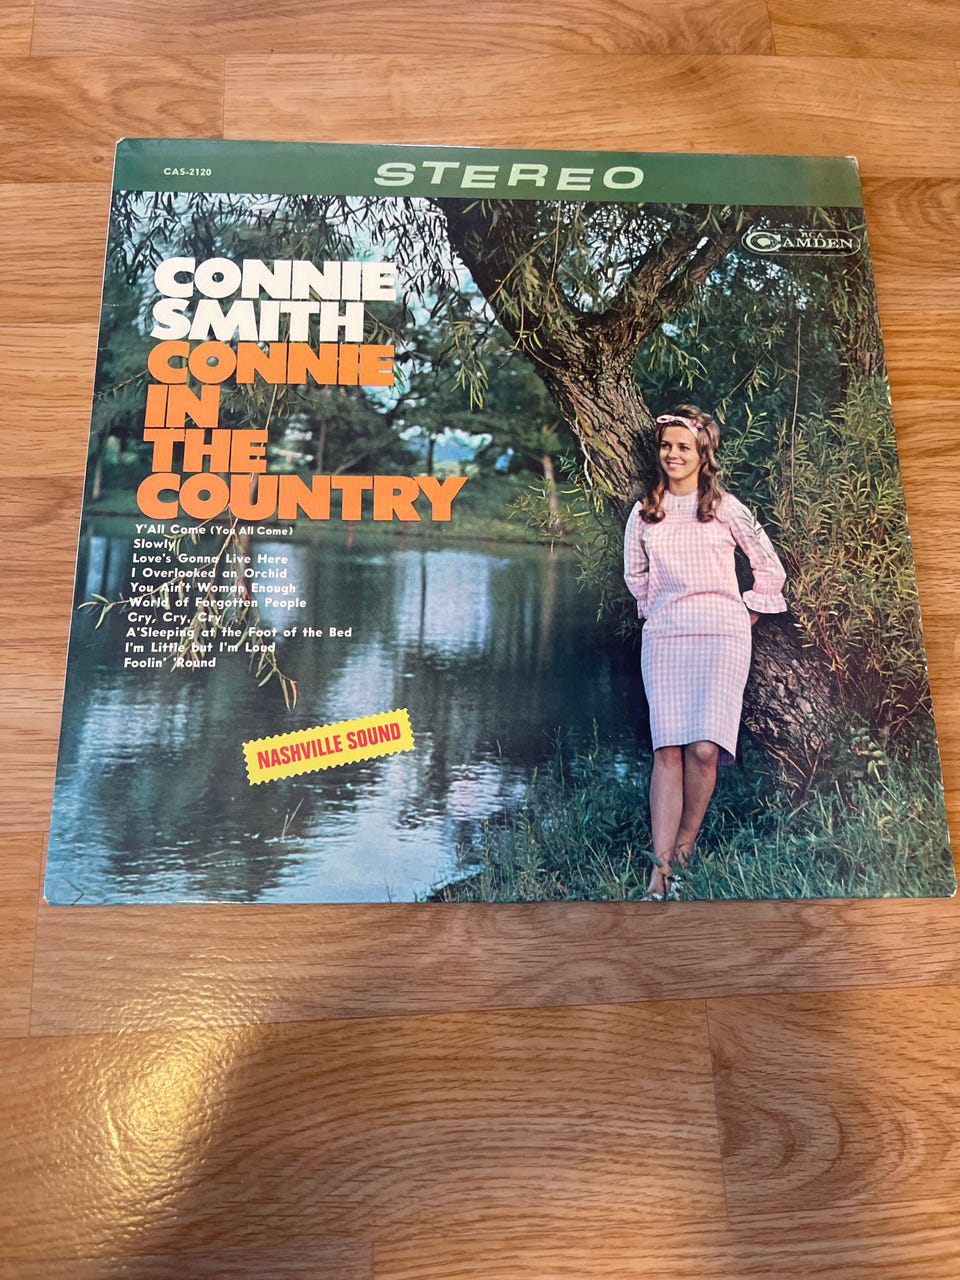 CAS-2120
STEREO
RCA
CAMDEN
CONNIE
SMITH
CONNIE
IN
THE
COUNTRY
Y'All Come (You All Come)
Slowly
Love's Gonna Live Here
I Overlooked an Orchid
You Ain't Woman Enough
World of Forgotten People
Cry, Cry, Cry
A'Sleeping at the Foot of the Bed
I'm Little but I'm Loud
Foolin' 'Round
NASHVILLE SOUND